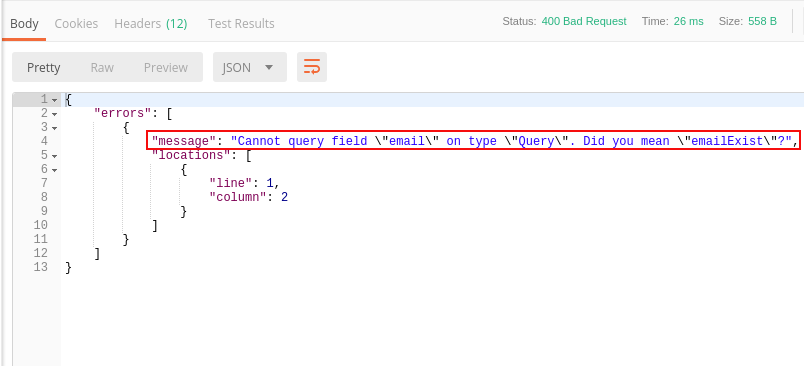 Body Cookies Headers (12) Test Results Status: 400 Bad Request Time: 26 ms Size: 558 B
Pretty Raw Preview JSON
1 {
2 "errors": [
3 {
4 "message": "Cannot query field \"email\" on type \"Query\". Did you mean \"emailExist\"?",
5 "locations": [
6 {
7 "line": 1,
8 "column": 2
9 }
10 ]
11 }
12 ]
13 }